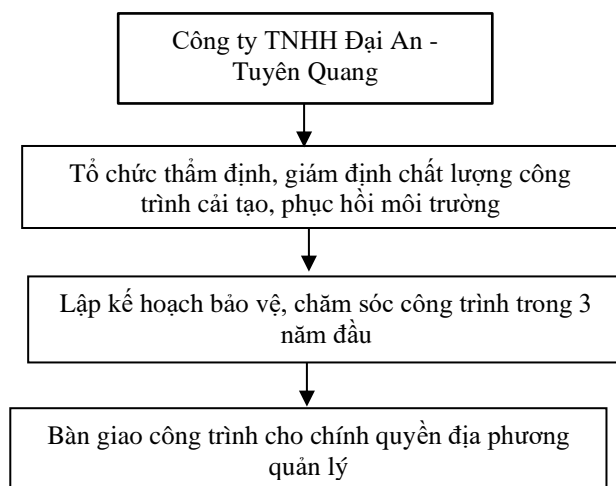 Công ty TNHH Đại An -
Tuyên Quang
Tổ chức thẩm định, giám định chất lượng công
trình cải tạo, phục hồi môi trường
Lập kế hoạch bảo vệ, chăm sóc công trình trong 3
năm đầu
Bàn giao công trình cho chính quyền địa phương
quản lý